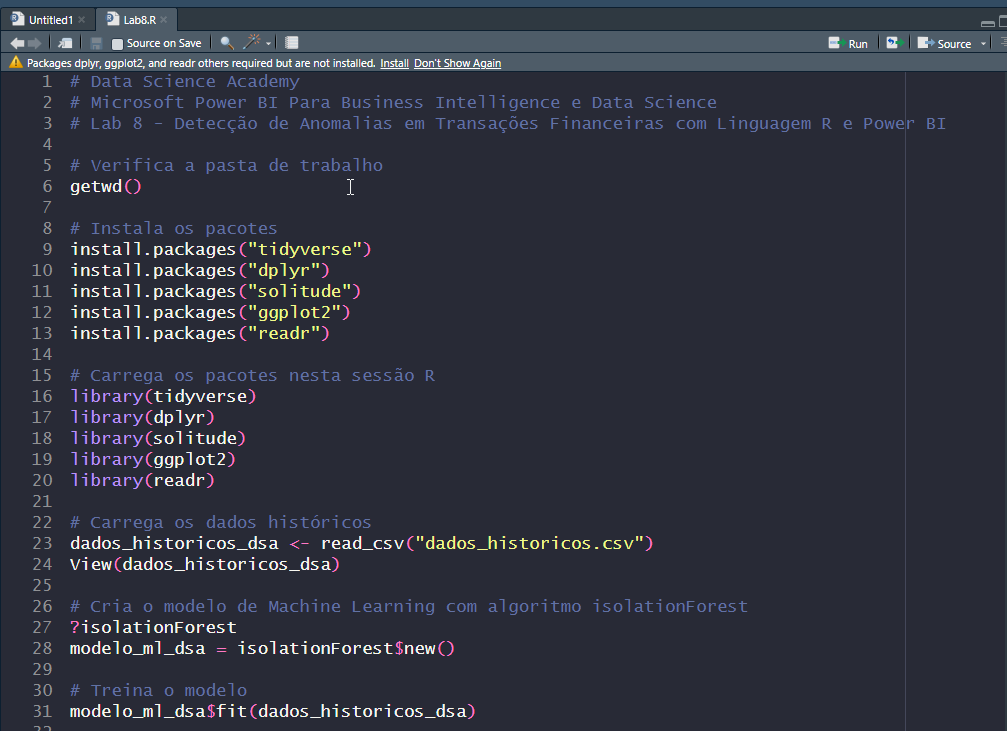 Untitled1
Lab8.R
Source on Save
Run
Source
Packages dplyr, ggplot2, and readr others required but are not installed. Install Don't Show Again
1 # Data Science Academy
2 # Microsoft Power BI Para Business Intelligence e Data Science
3 # Lab 8 - Detecção de Anomalias em Transações Financeiras com Linguagem R e Power BI
4
5 # Verifica a pasta de trabalho
6 getwd()
7
8 # Instala os pacotes
9 install.packages("tidyverse")
10 install.packages("dplyr")
11 install.packages("solitude")
12 install.packages("ggplot2")
13 install.packages("readr")
14
15 # Carrega os pacotes nesta sessão R
16 library(tidyverse)
17 library(dplyr)
18 library(solitude)
19 library(ggplot2)
20 library(readr)
21
22 # Carrega os dados históricos
23 dados_historicos_dsa <- read_csv("dados_historicos.csv")
24 View(dados_historicos_dsa)
25
26 # Cria o modelo de Machine Learning com algoritmo isolationForest
27 ?isolationForest
28 modelo_ml_dsa = isolationForest$new()
29
30 # Treina o modelo
31 modelo_ml_dsa$fit(dados_historicos_dsa)